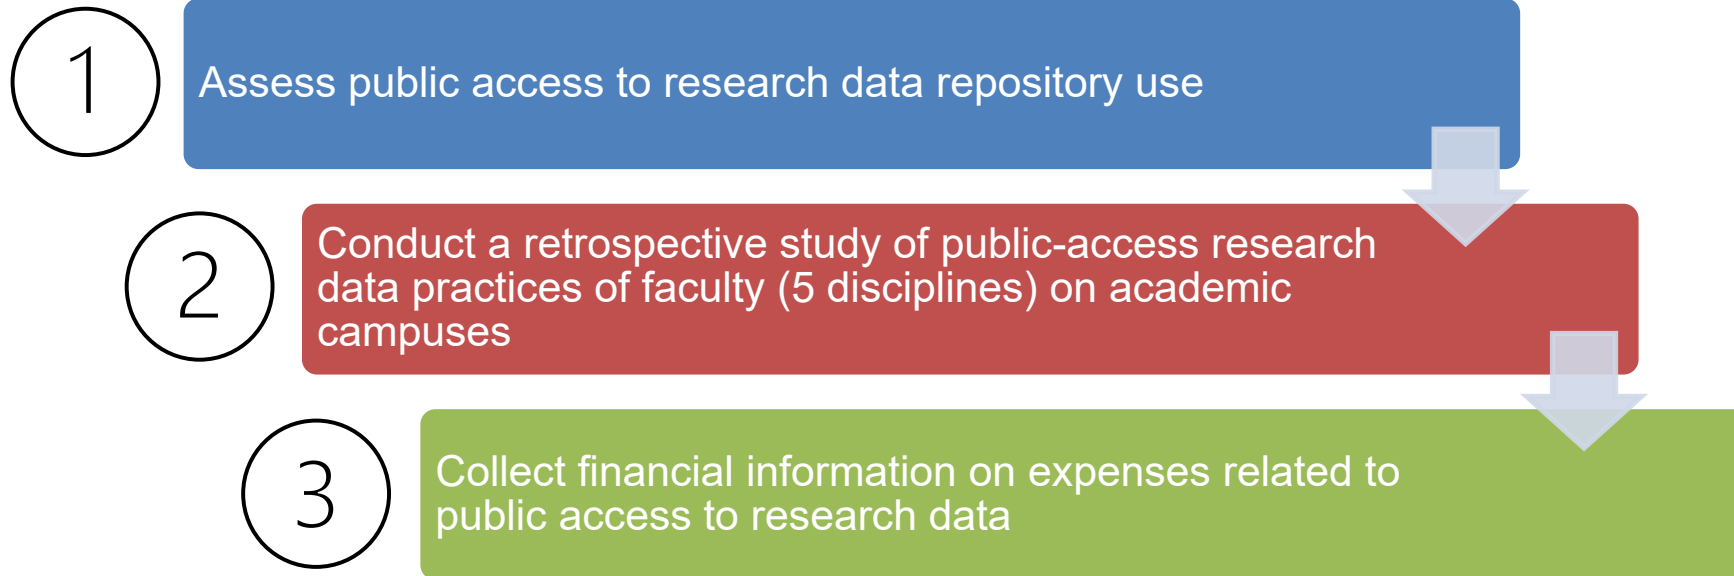 1
Assess public access to research data repository use
2
Conduct a retrospective study of public-access research
data practices of faculty (5 disciplines) on academic
campuses
3
Collect financial information on expenses related to
public access to research data